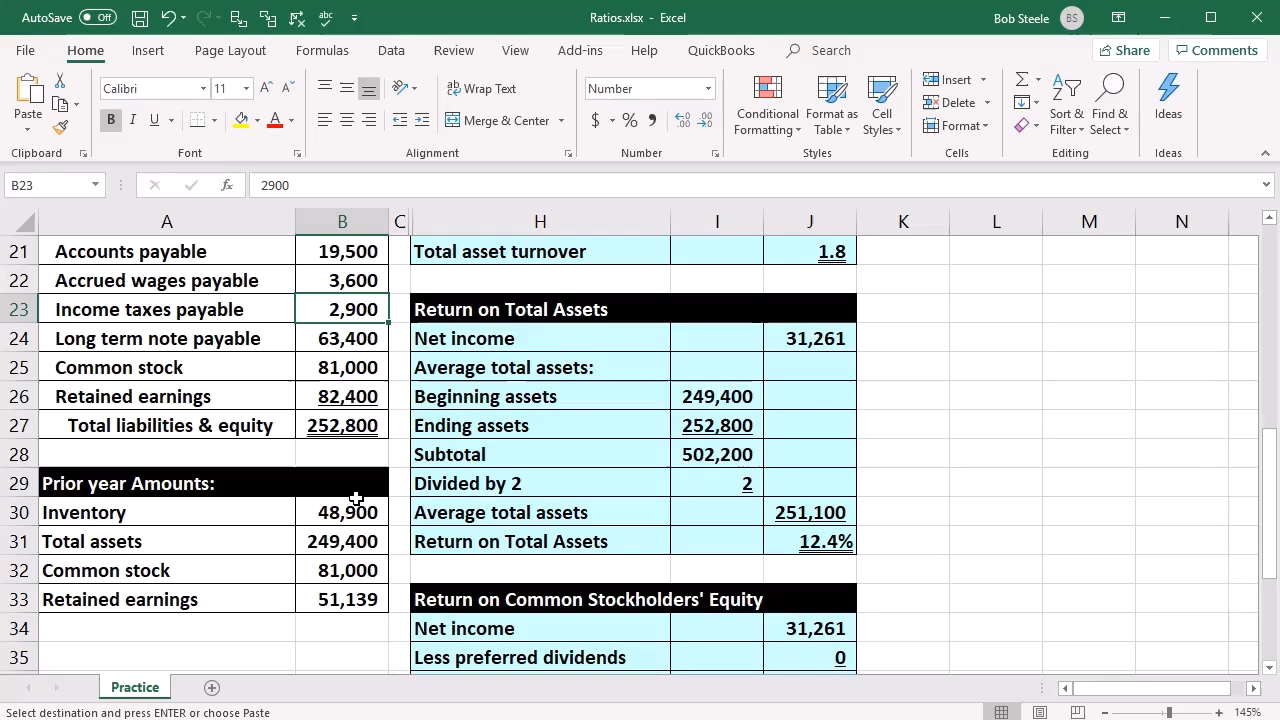 AutoSave Off Ratios.xlsx - Excel Bob Steele BS
File Home Insert Page Layout Formulas Data Review View Add-ins Help QuickBooks Search Share Comments
Paste Calibri 11 Wrap Text Number Conditional Formatting Format as Table Cell Styles Insert Sort & Filter Find & Select Ideas
B I U Merge & Center $ % Delete
Format
Clipboard Font Alignment Number Styles Cells Editing Ideas
B23 fx 2900
A B C H I J K L M N
21 Accounts payable 19,500 Total asset turnover 1.8
22 Accrued wages payable 3,600
23 Income taxes payable 2,900 Return on Total Assets
24 Long term note payable 63,400 Net income 31,261
25 Common stock 81,000 Average total assets:
26 Retained earnings 82,400 Beginning assets 249,400
27 Total liabilities & equity 252,800 Ending assets 252,800
28 Subtotal 502,200
29 Prior year Amounts: Divided by 2 2
30 Inventory 48,900 Average total assets 251,100
31 Total assets 249,400 Return on Total Assets 12.4%
32 Common stock 81,000
33 Retained earnings 51,139 Return on Common Stockholders' Equity
34 Net income 31,261
35 Less preferred dividends 0
Practice
Select destination and press ENTER or choose Paste 145%